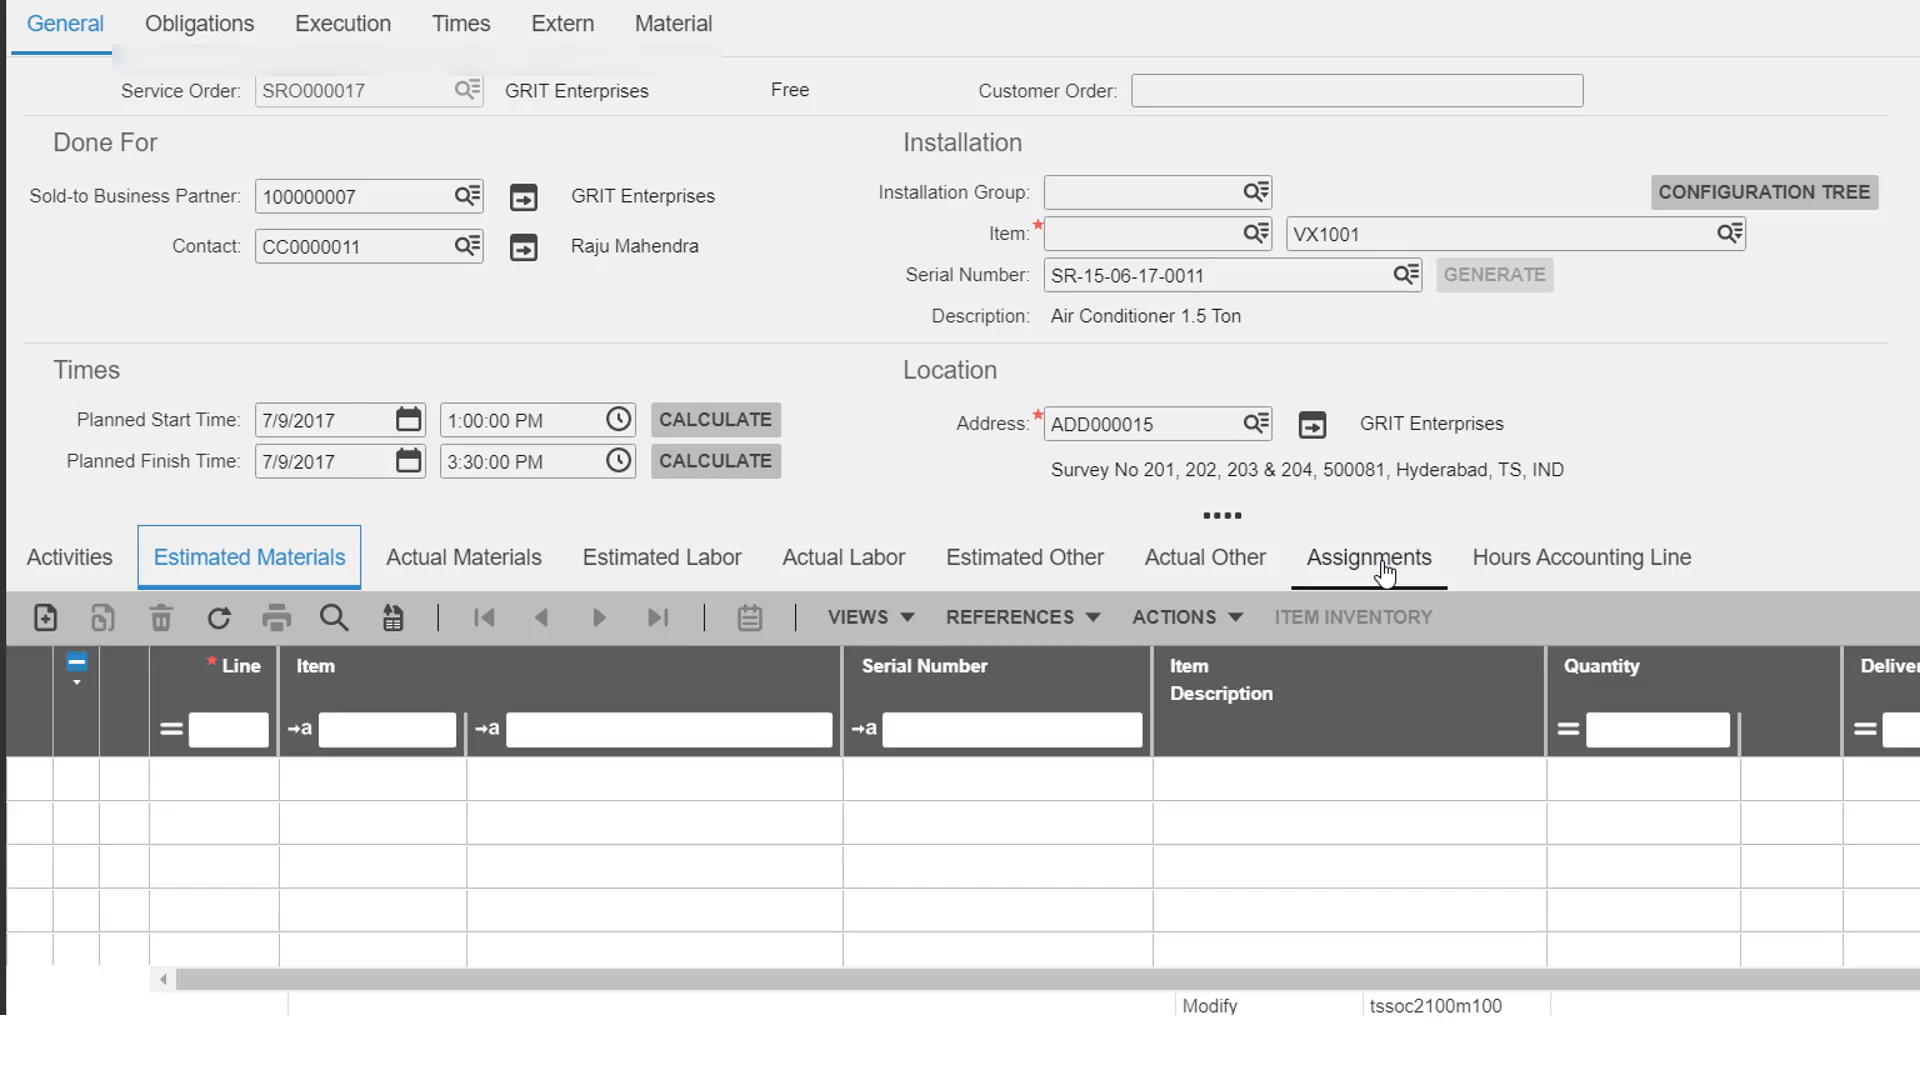 General Obligations Execution Times Extern Material
Service Order: SRO000017 GRIT Enterprises Free Customer Order:
Done For
Sold-to Business Partner: 100000007 GRIT Enterprises
Contact: CC0000011 Raju Mahendra
Installation
Installation Group: CONFIGURATION TREE
Item:* VX1001
Serial Number: SR-15-06-17-0011 GENERATE
Description: Air Conditioner 1.5 Ton
Times
Planned Start Time: 7/9/2017 1:00:00 PM CALCULATE
Planned Finish Time: 7/9/2017 3:30:00 PM CALCULATE
Location
Address:* ADD000015 GRIT Enterprises
Survey No 201, 202, 203 & 204, 500081, Hyderabad, TS, IND
Activities Estimated Materials Actual Materials Estimated Labor Actual Labor Estimated Other Actual Other Assignments Hours Accounting Line
VIEWS REFERENCES ACTIONS ITEM INVENTORY
* Line Item Serial Number Item Quantity Deliver
Description
= →a →a →a = =
Modify tssoc2100m100